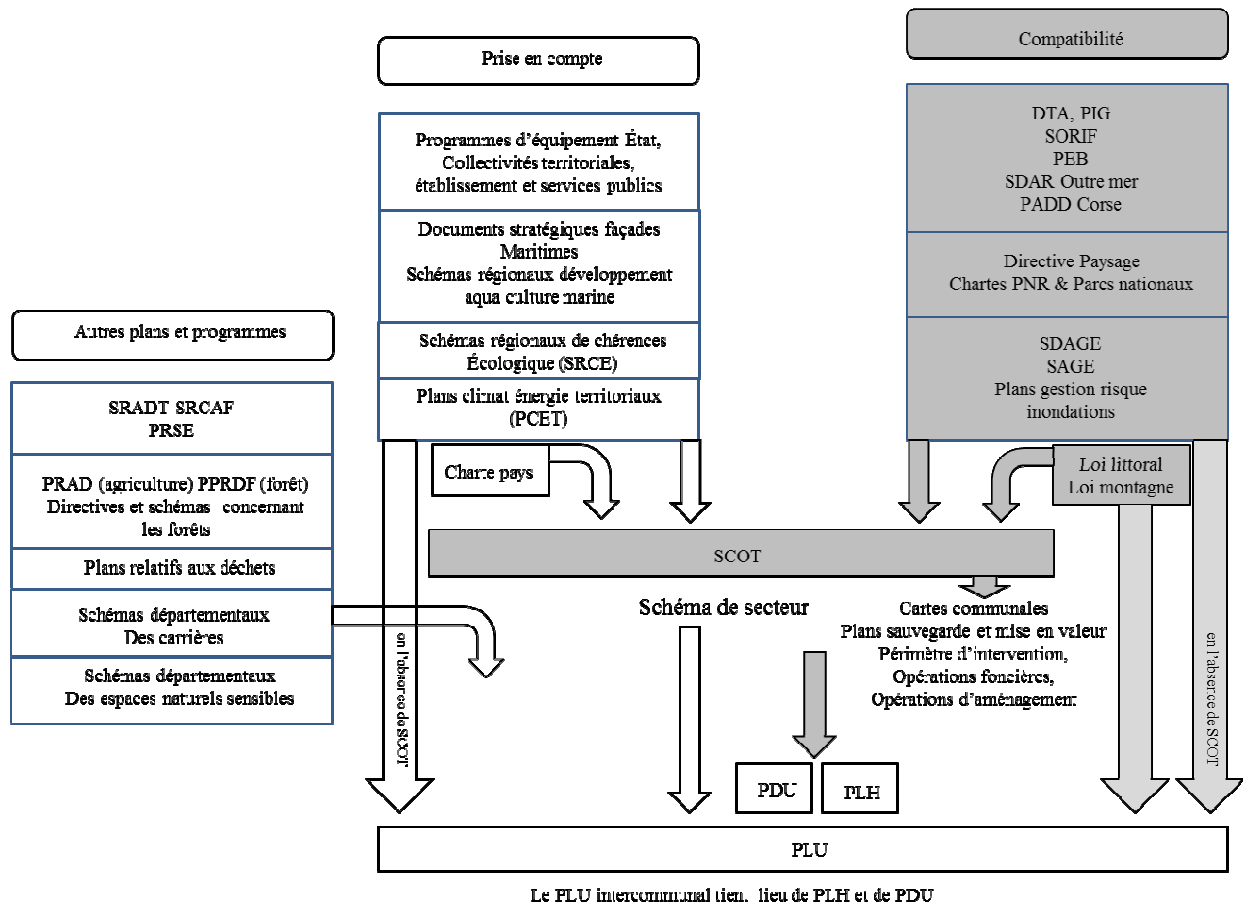 Compatibilité
Prise en compte
DTA, PIG
SORIF
PEB
SDAR Outre mer
PADD Corse
Programmes d'équipement État,
Collectivités territoriales,
établissement et services publics
Documents stratégiques façades
Maritimes
Schémas régionaux développement
aqua culture marine
Directive Paysage
Chartes PNR & Parcs nationaux
Autres plans et programmes
Schémas régionaux de chérences
Écologique (SRCE)
SDAGE
SAGE
Plans gestion risque
inondations
Plans climat énergie territoriaux
(PCET)
SRADT SRCAF
PRSE
Charte pays
Loi littoral
Loi montagne
PRAD (agriculture) PPRDF (forêt)
Directives et schémas concernant
les forêts
SCOT
Plans relatifs aux déchets
Schémas départementaux
Des carrières
Schéma de secteur
Cartes communales
Plans sauvegarde et mise en valeur
Périmètre d'intervention,
Opérations foncières,
Opérations d'aménagement
en l'absence de SCOT
en l'absence de SCOT
Schémas départementaux
Des espaces naturels sensibles
PDU
PLH
PLU
Le PLU intercommunal tien, lieu de PLH et de PDU